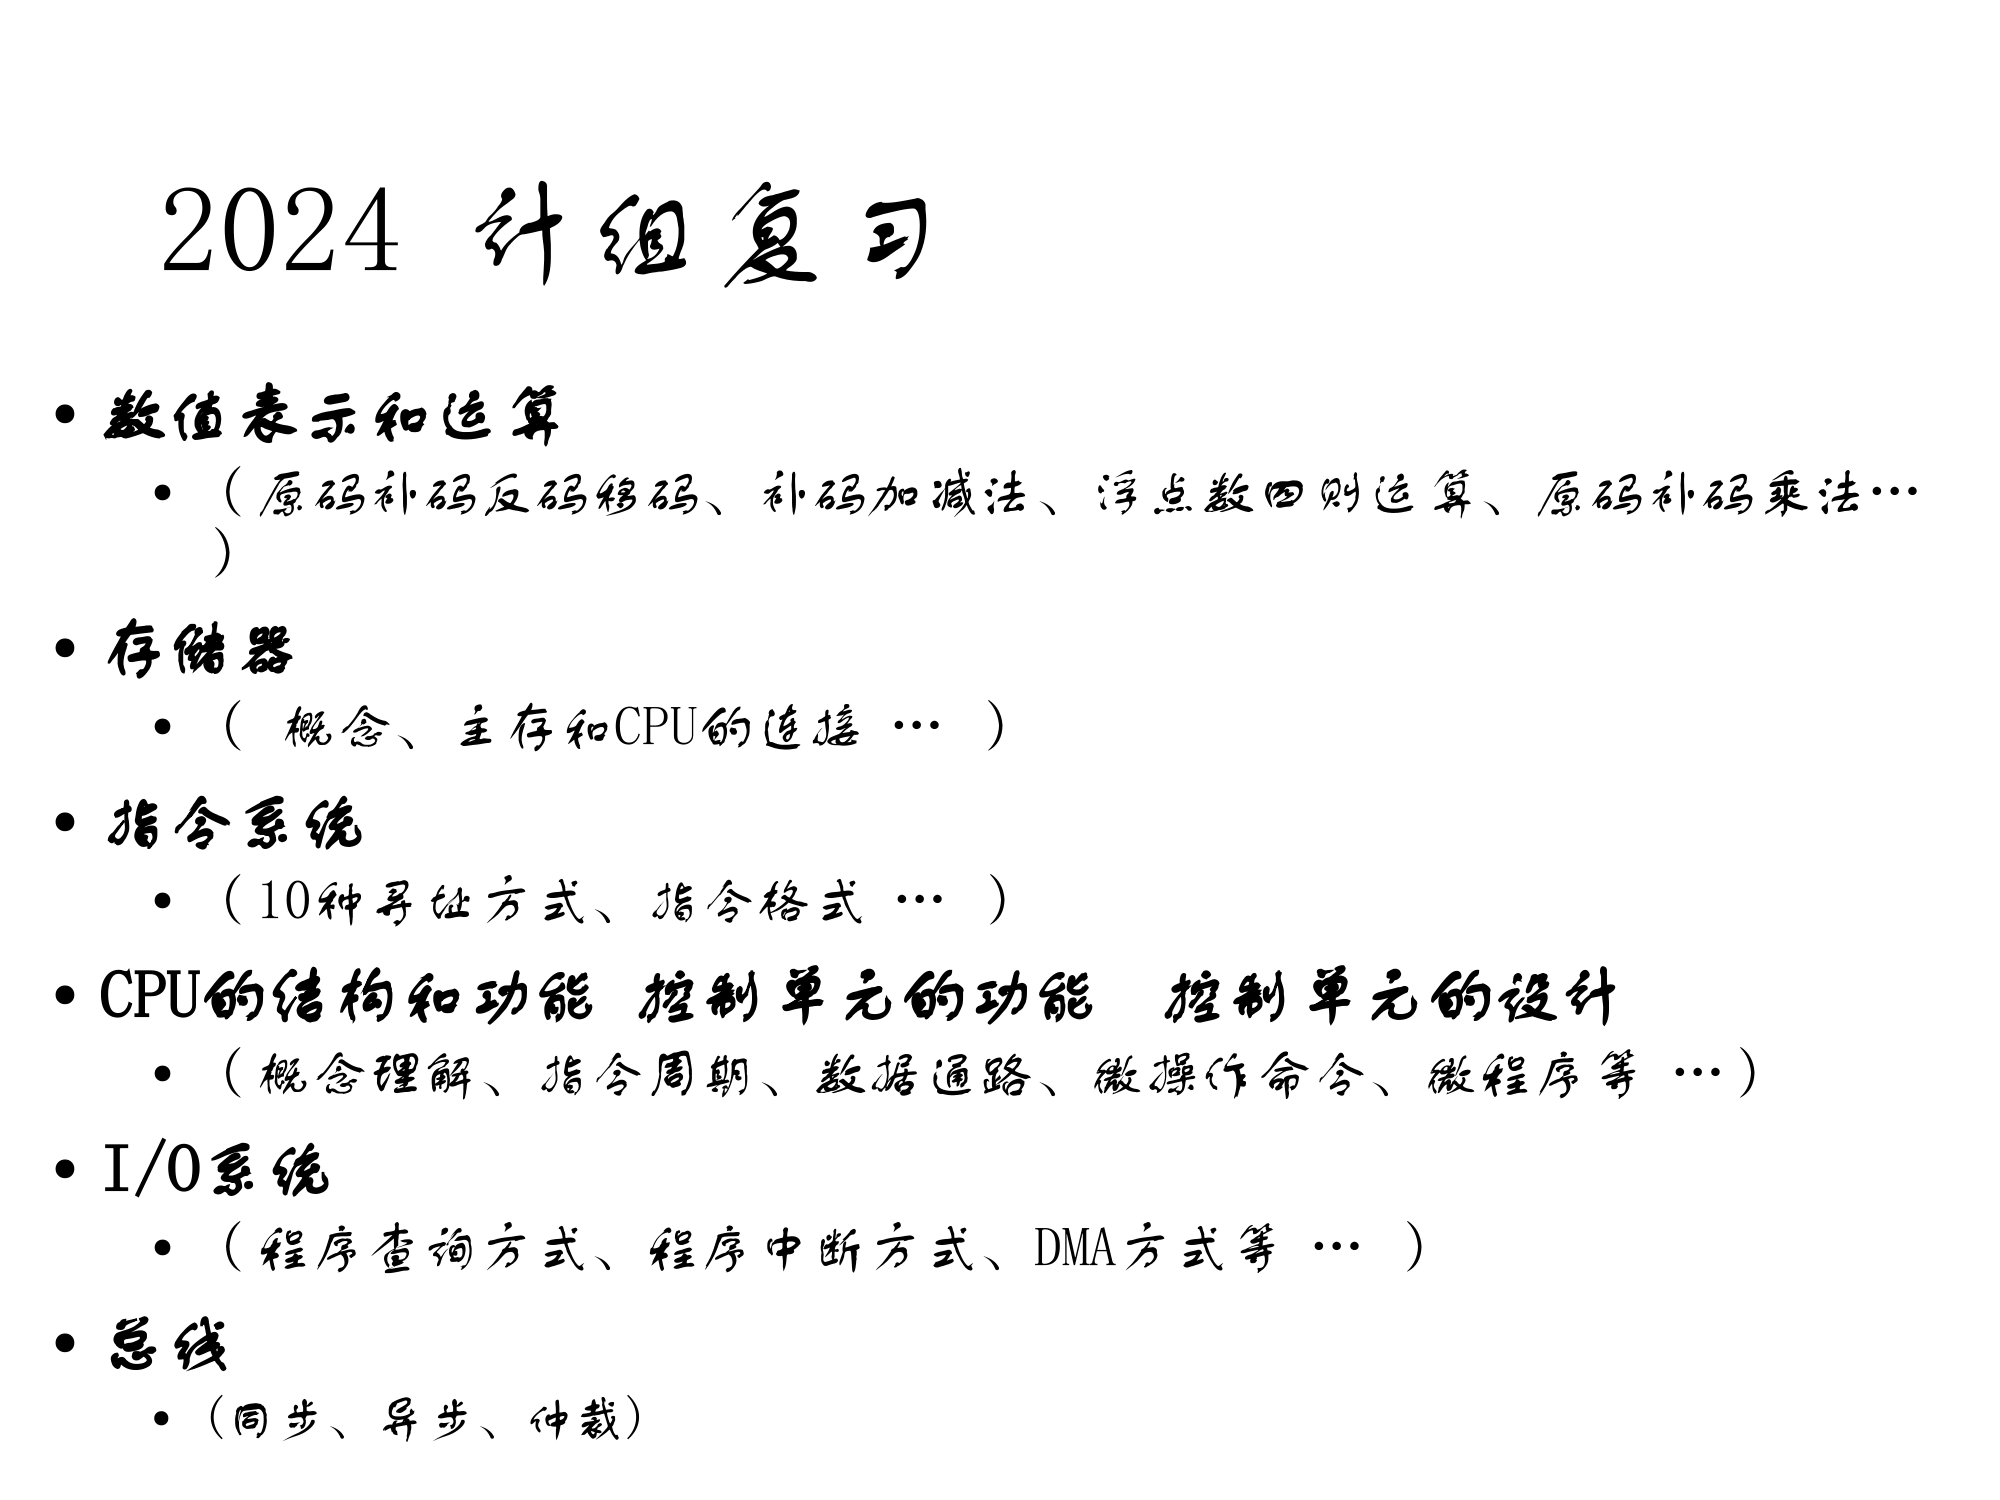 2024 计组复习
• 数值表示和运算
• （原码补码反码移码、补码加减法、浮点数四则运算、原码补码乘法…
）
• 存储器
• （ 概念、主存和CPU的连接 … ）
• 指令系统
• （10种寻址方式、指令格式 … ）
• CPU的结构和功能 控制单元的功能 控制单元的设计
• （概念理解、指令周期、数据通路、微操作命令、微程序等 …）
• I/O系统
• （程序查询方式、程序中断方式、DMA方式等 … ）
• 总线
• (同步、异步、仲裁)